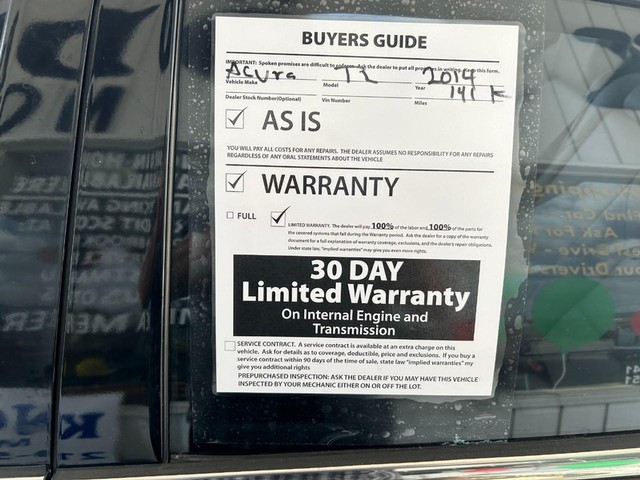 BUYERS GUIDE
IMPORTANT: Spoken promises are difficult to enforce. Ask the dealer to put all promises in writing. Keep this form.
Acura TL 2014
Vehicle Make Model Year
141 K
Dealer Stock Number(Optional) Vin Number Miles
AS IS
YOU WILL PAY ALL COSTS FOR ANY REPAIRS. THE DEALER ASSUMES NO RESPONSIBILITY FOR ANY REPAIRS
REGARDLESS OF ANY ORAL STATEMENTS ABOUT THE VEHICLE
WARRANTY
FULL
LIMITED WARRANTY. The dealer will pay 100% of the labor and 100% of the parts for
the covered systems that fail during the Warranty period. Ask the dealer for a copy of the warranty
document for a full explanation of warranty coverage, exclusions, and the dealer's repair obligations.
Under state law, "implied warranties" may give you even more rights.
30 DAY
Limited Warranty
On Internal Engine and
Transmission
SERVICE CONTRACT. A service contract is available at an extra charge on this
vehicle. Ask for details as to coverage, deductible, price and exclusions. If you buy a
service contract within 90 days of the time of sale, state law "implied warranties" may
give you additional rights
PREPURCHASED INSPECTION: ASK THE DEALER IF YOU MAY HAVE THIS VEHICLE
INSPECTED BY YOUR MECHANIC EITHER ON OR OFF THE LOT.